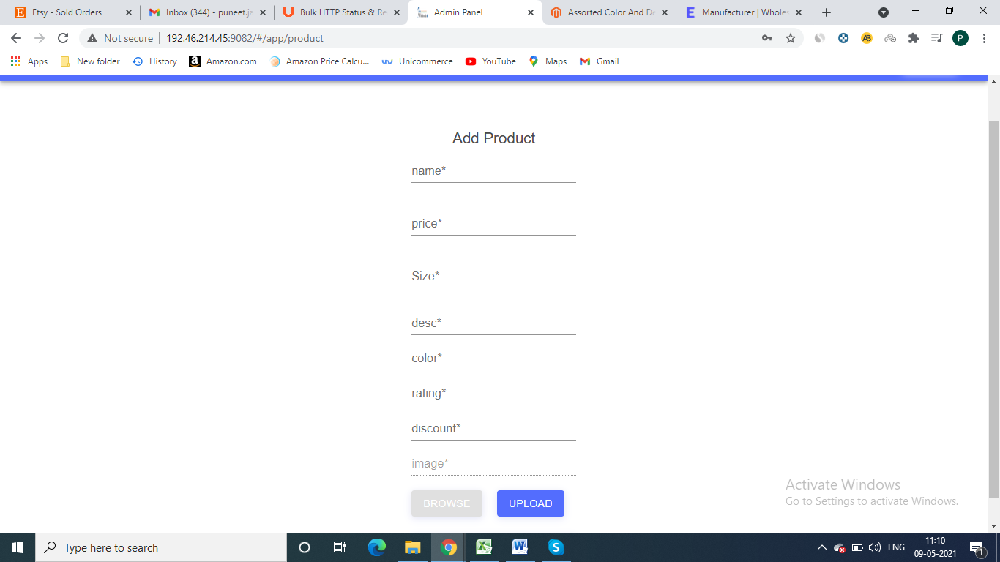 Etsy - Sold Orders
Inbox (344) - puneet.ja
Bulk HTTP Status & Re
Admin Panel
Assorted Color And De
Manufacturer | Wholes
Not secure
192.46.214.45:9082/#/app/product
AB
P
Apps
New folder
History
Amazon.com
Amazon Price Calcu...
Unicommerce
YouTube
Maps
Gmail
Add Product
name*
price*
Size*
desc*
color*
rating*
discount*
image*
BROWSE
UPLOAD
Activate Windows
Go to Settings to activate Windows.
Type here to search
ENG
11:10
09-05-2021
1